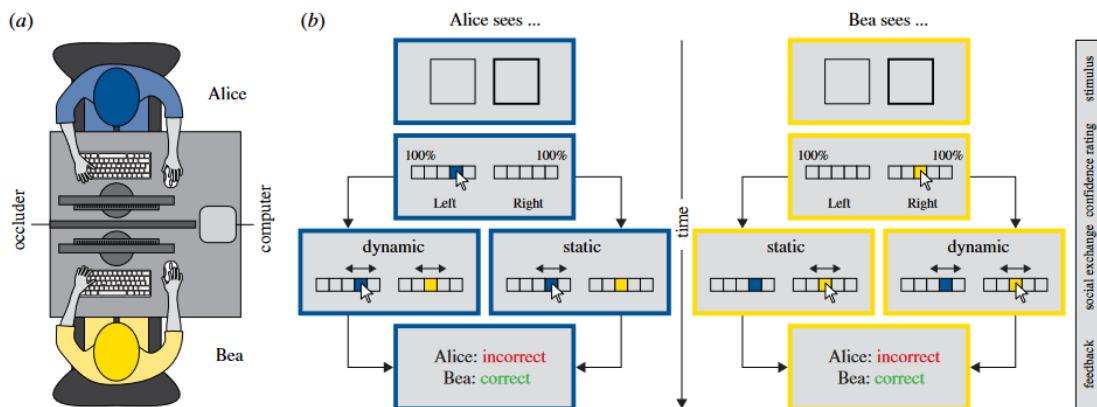 (a)
Alice
occluder
computer
Bea
(b)
Alice sees ...
100% 100%
Left Right
dynamic
static
Alice: incorrect
Bea: correct
time
Bea sees ...
100% 100%
Left Right
static
dynamic
Alice: incorrect
Bea: correct
stimulus
confidence rating
social exchange
feedback